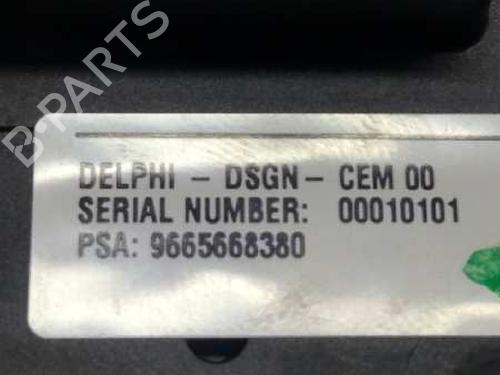 B-PARTS
DELPHI - DSGN - CEM 00
SERIAL NUMBER: 00010101
PSA: 9665668380